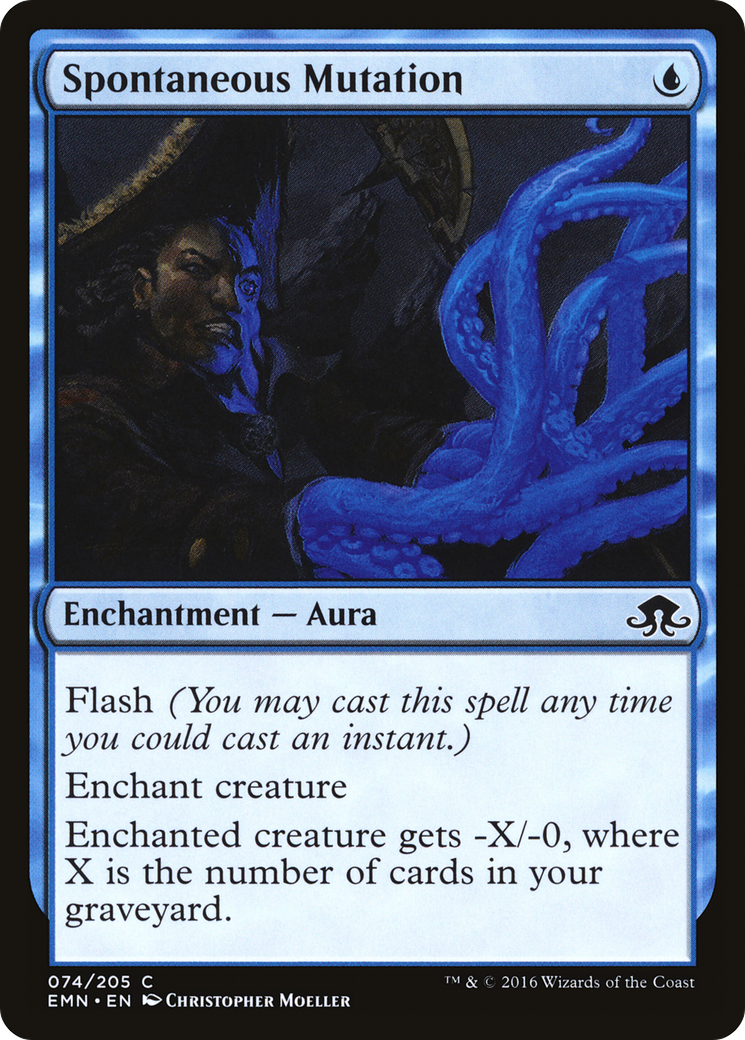 Spontaneous Mutation
Enchantment — Aura
Flash (You may cast this spell any time
you could cast an instant.)
Enchant creature
Enchanted creature gets -X/-0, where
X is the number of cards in your
graveyard.
074/205 C
™ & © 2016 Wizards of the Coast
EMN • EN Christopher Moeller